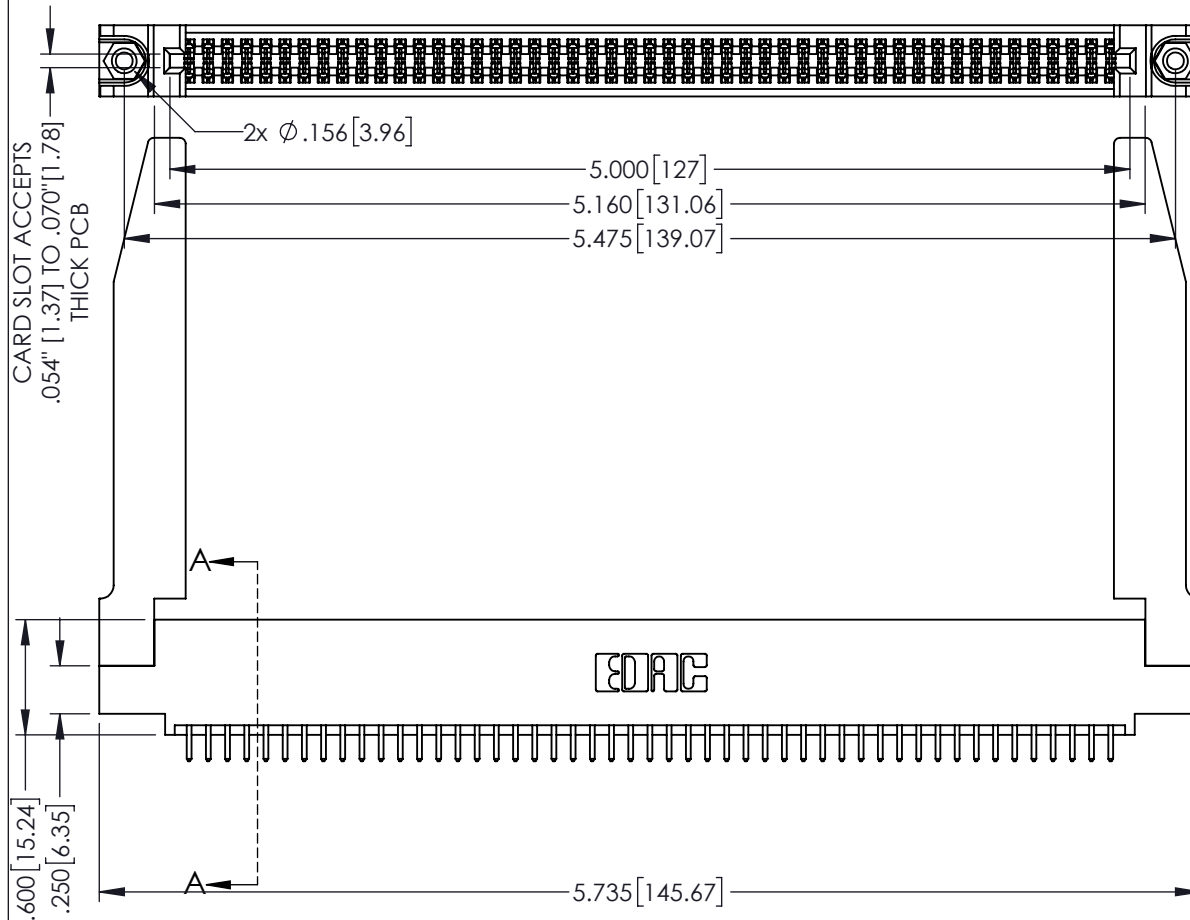 2x ∅ .156[3.96]
5.000[127]
5.160[131.06]
5.475[139.07]
CARD SLOT ACCEPTS
.054" [1.37] TO .070"[1.78]
THICK PCB
A
EDAC
.600[15.24]
.250[6.35]
A
5.735[145.67]